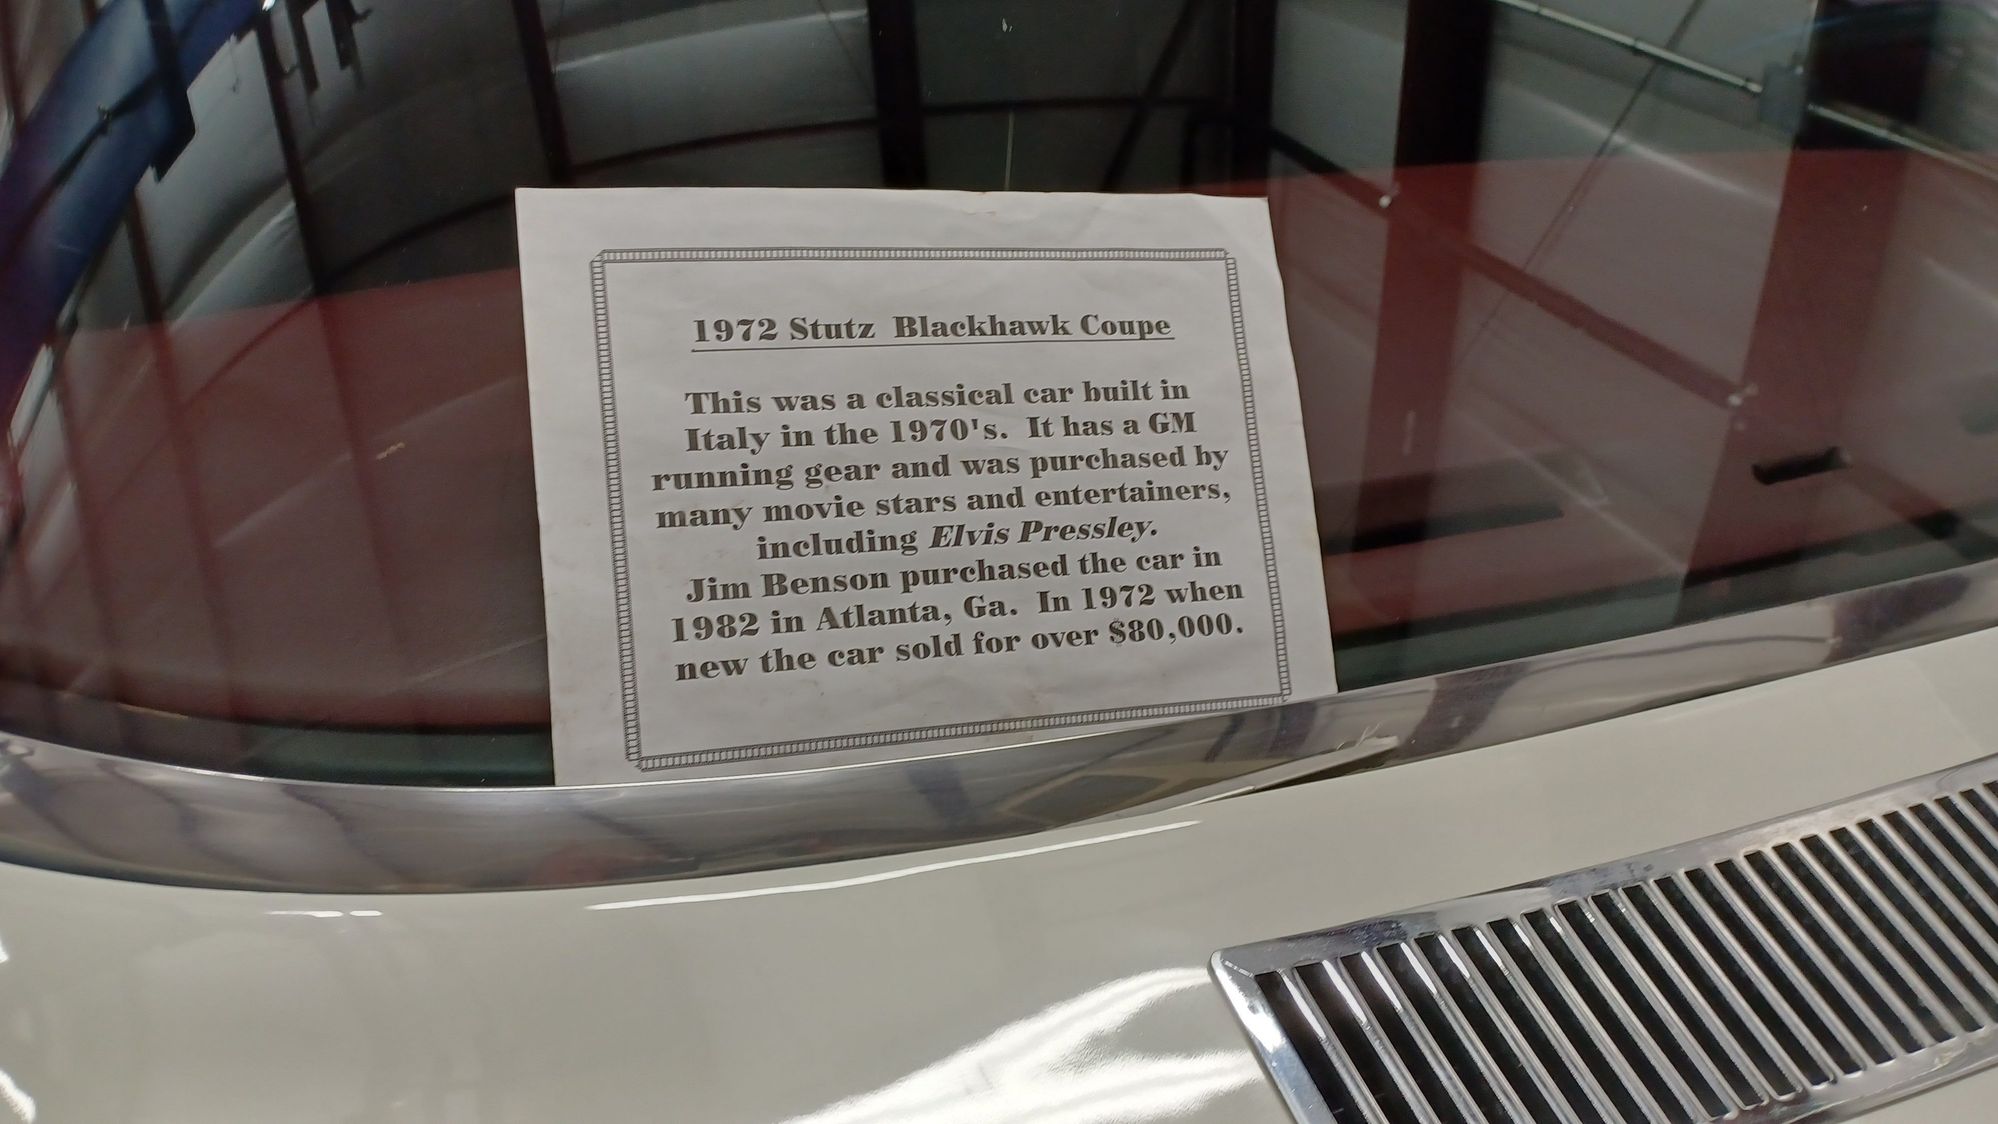 1972 Stutz Blackhawk Coupe
This was a classical car built in
Italy in the 1970's. It has a GM
running gear and was purchased by
many movie stars and entertainers,
including Elvis Pressley.
Jim Benson purchased the car in
1982 in Atlanta, Ga. In 1972 when
new the car sold for over $80,000.